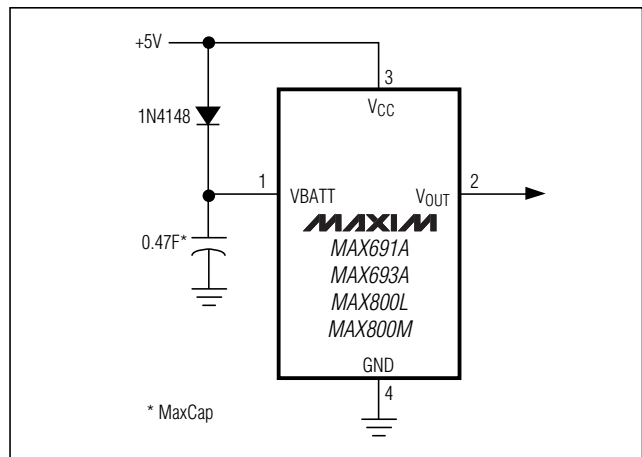 +5V
3
VCC
1N4148
1
VBATT
VOUT
2
MAXIM
0.47F*
MAX691A
MAX693A
MAX800L
MAX800M
GND
4
* MaxCap